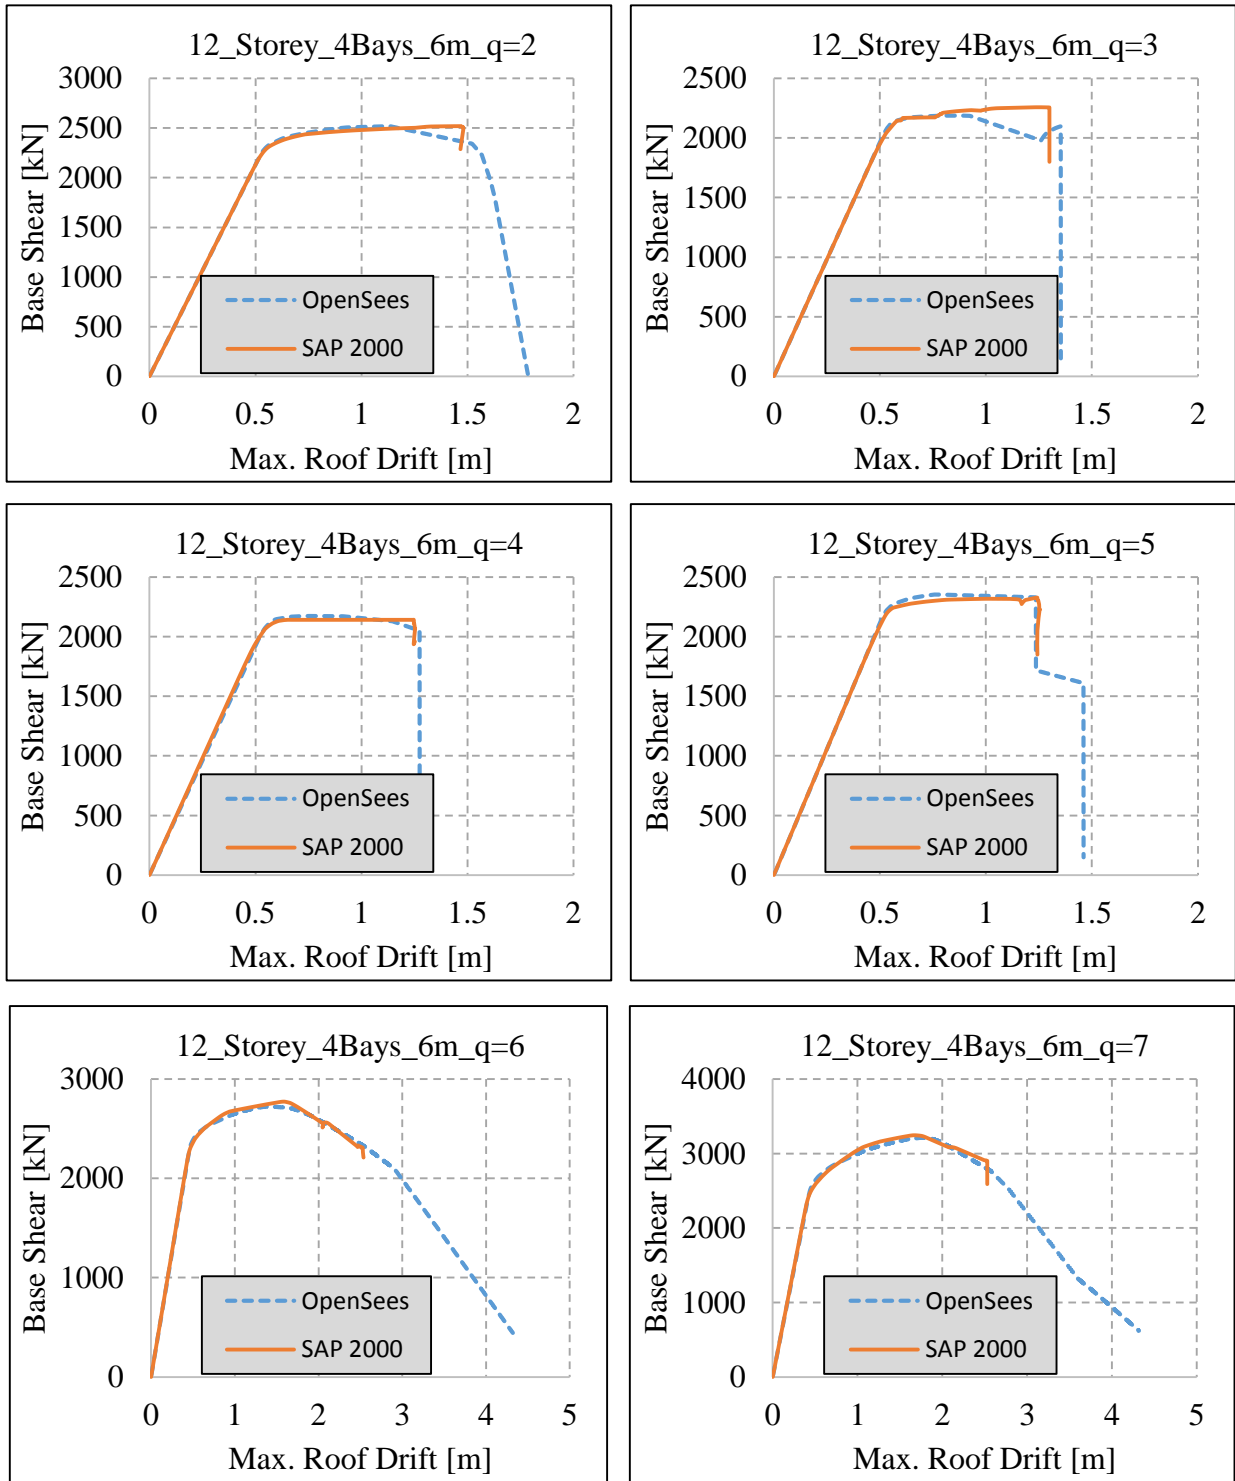 12_Storey_4Bays_6m_q=2
3000
2500
2000
1500
1000
500
0
Base Shear [kN]
OpenSees
SAP 2000
0 0.5 1 1.5 2
Max. Roof Drift [m]
12_Storey_4Bays_6m_q=3
2500
2000
1500
1000
500
0
Base Shear [kN]
OpenSees
SAP 2000
0 0.5 1 1.5 2
Max. Roof Drift [m]
12_Storey_4Bays_6m_q=4
2500
2000
1500
1000
500
0
Base Shear [kN]
OpenSees
SAP 2000
0 0.5 1 1.5 2
Max. Roof Drift [m]
12_Storey_4Bays_6m_q=5
2500
2000
1500
1000
500
0
Base Shear [kN]
OpenSees
SAP 2000
0 0.5 1 1.5 2
Max. Roof Drift [m]
12_Storey_4Bays_6m_q=6
3000
2000
1000
0
Base Shear [kN]
OpenSees
SAP 2000
0 1 2 3 4 5
Max. Roof Drift [m]
12_Storey_4Bays_6m_q=7
4000
3000
2000
1000
0
Base Shear [kN]
OpenSees
SAP 2000
0 1 2 3 4 5
Max. Roof Drift [m]